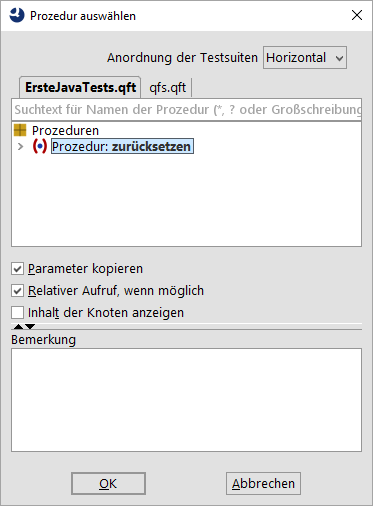 Prozedur auswählen
Anordnung der Testsuiten Horizontal
ErsteJavaTests.qft qfs.qft
Suchtext für Namen der Prozedur (*, ? oder Großschreibung
Prozeduren
Prozedur: zurücksetzen
Parameter kopieren
Relativer Aufruf, wenn möglich
Inhalt der Knoten anzeigen
Bemerkung
OK Abbrechen